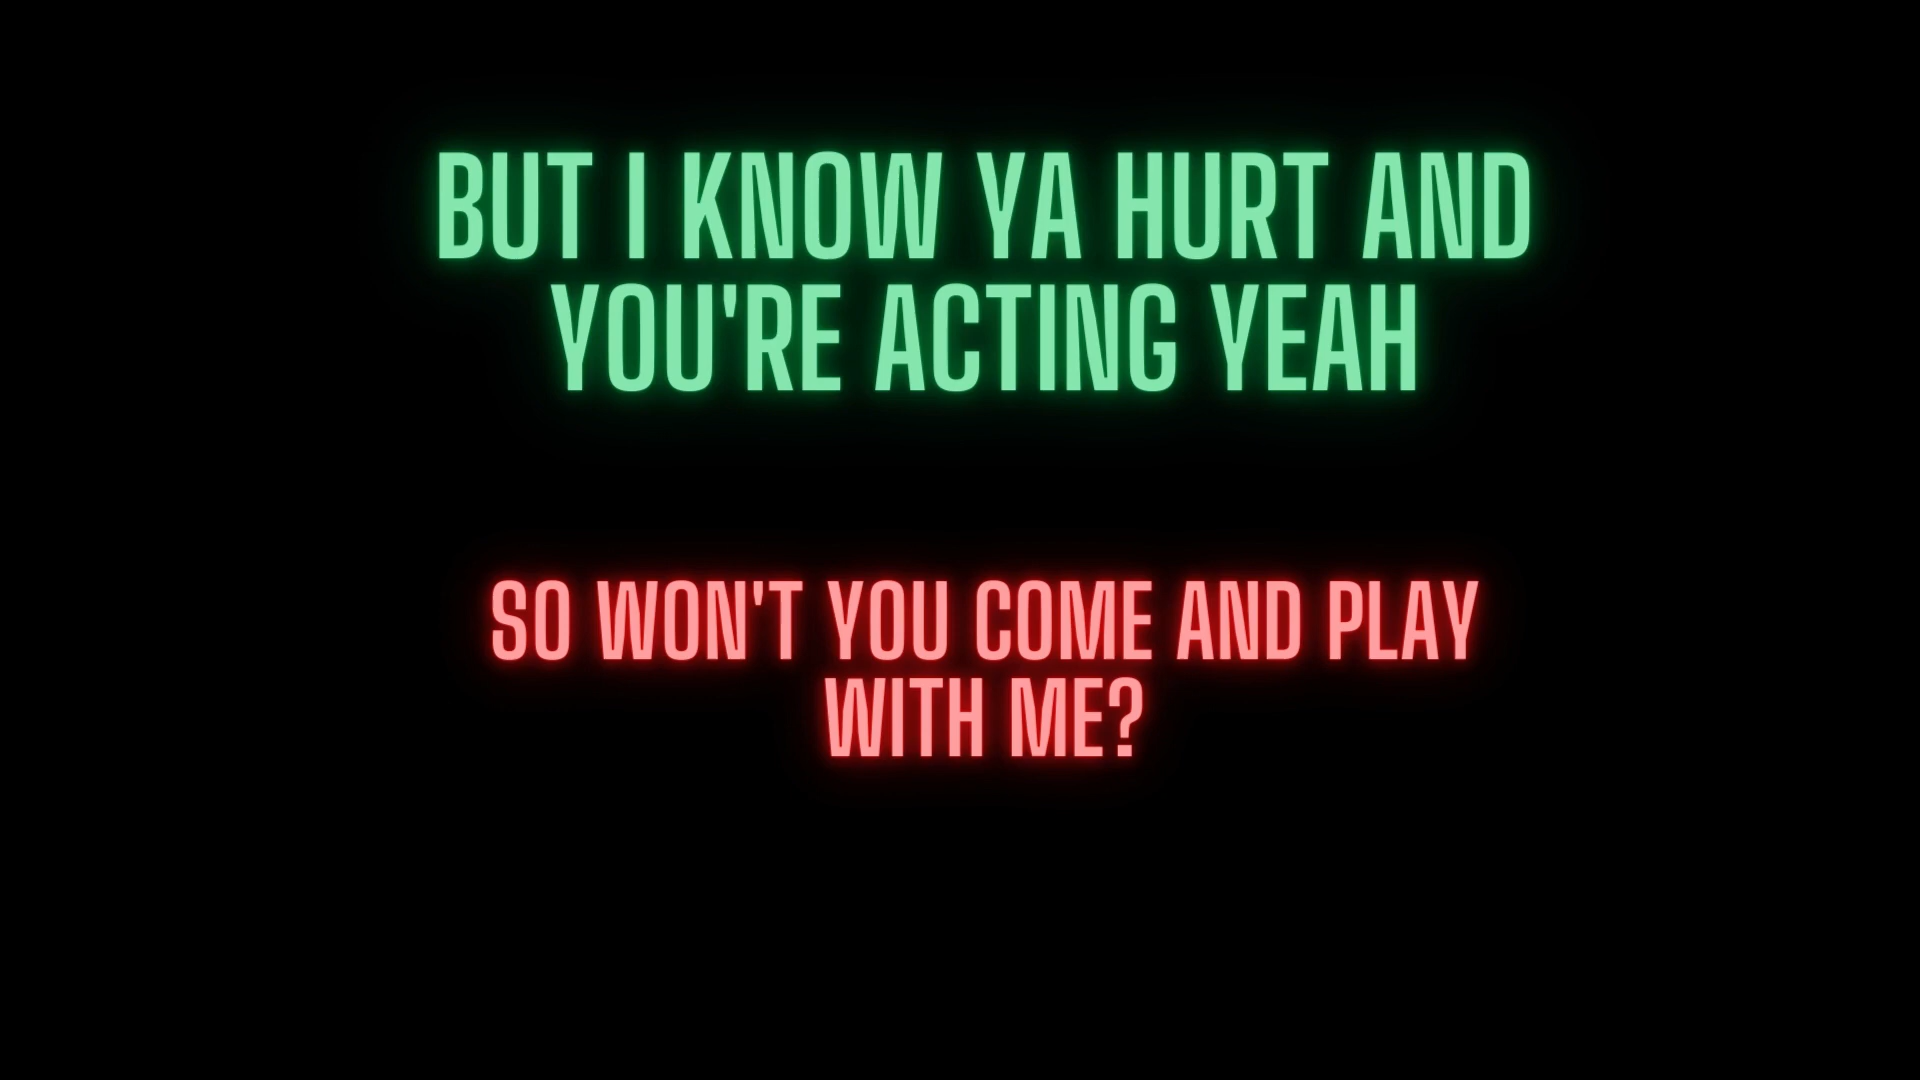 BUT I KNOW YA HURT AND
YOU'RE ACTING YEAH
SO WON'T YOU COME AND PLAY
WITH ME?